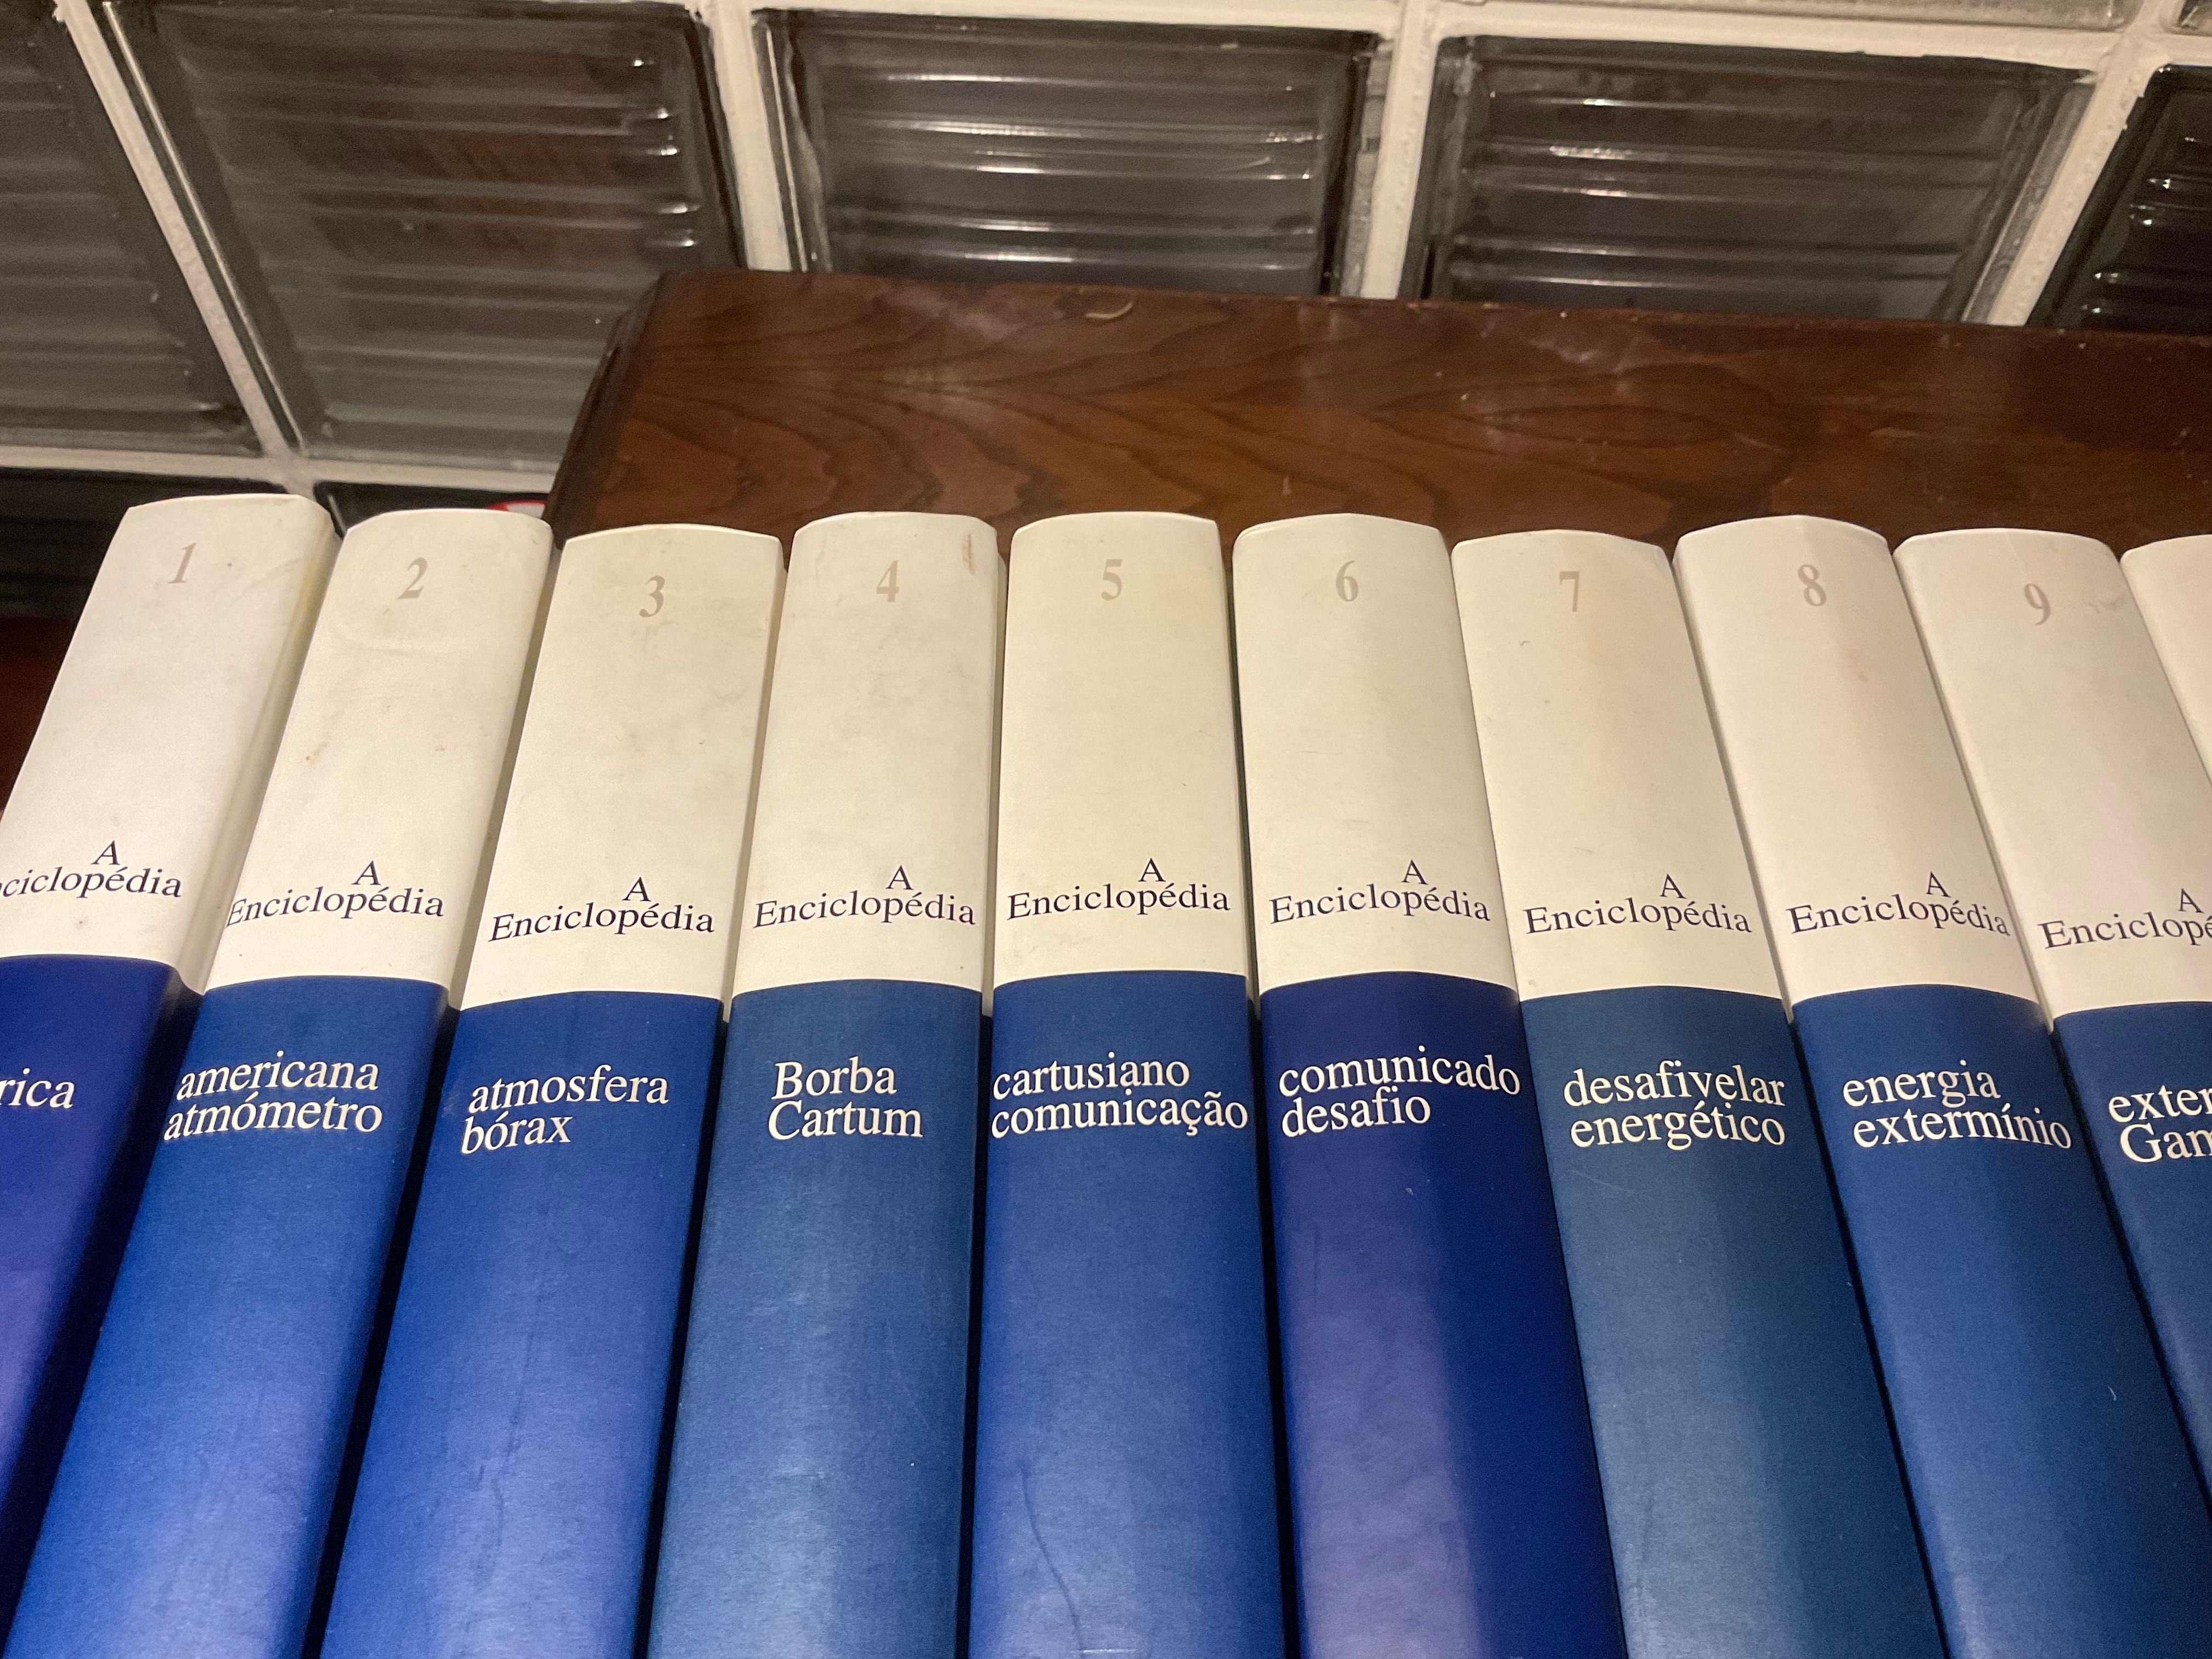 1
A
2
A
Enciclopédia
americana
atmómetro
3
A
Enciclopédia
atmosfera
bórax
4
A
Enciclopédia
Borba
Cartum
5
A
Enciclopédia
cartusiano
comunicação
6
A
Enciclopédia
comunicado
desafio
7
A
Enciclopédia
desafivelar
energético
8
A
Enciclopédia
energia
extermínio
9
A